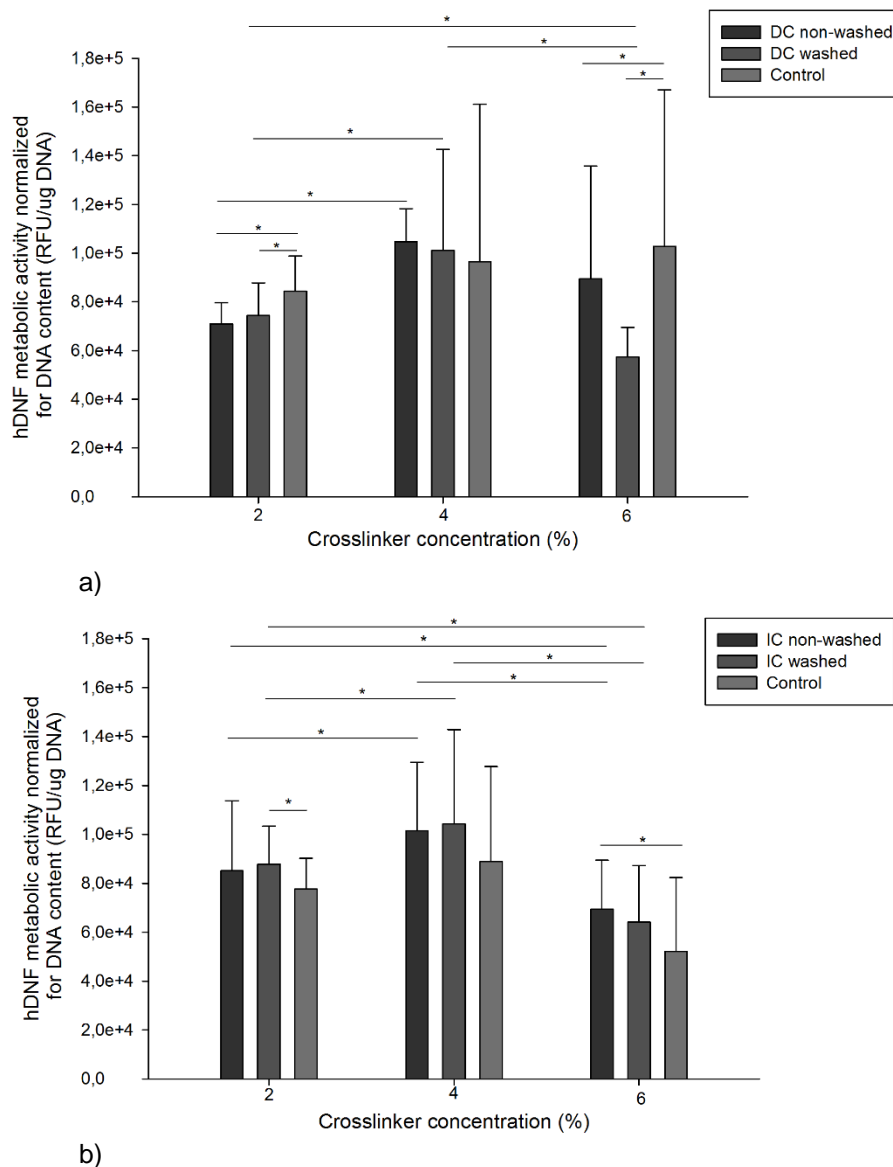 *
*
DC non-washed
DC washed
Control
*
*
*
*
*
*
1,8e+5
1,6e+5
1,4e+5
1,2e+5
1,0e+5
8,0e+4
6,0e+4
4,0e+4
2,0e+4
0,0
hDNF metabolic activity normalized
for DNA content (RFU/ug DNA)
2
4
6
Crosslinker concentration (%)
a)
*
*
*
*
*
*
*
*
IC non-washed
IC washed
Control
1,8e+5
1,6e+5
1,4e+5
1,2e+5
1,0e+5
8,0e+4
6,0e+4
4,0e+4
2,0e+4
0,0
hDNF metabolic activity normalized
for DNA content (RFU/ug DNA)
2
4
6
Crosslinker concentration (%)
b)